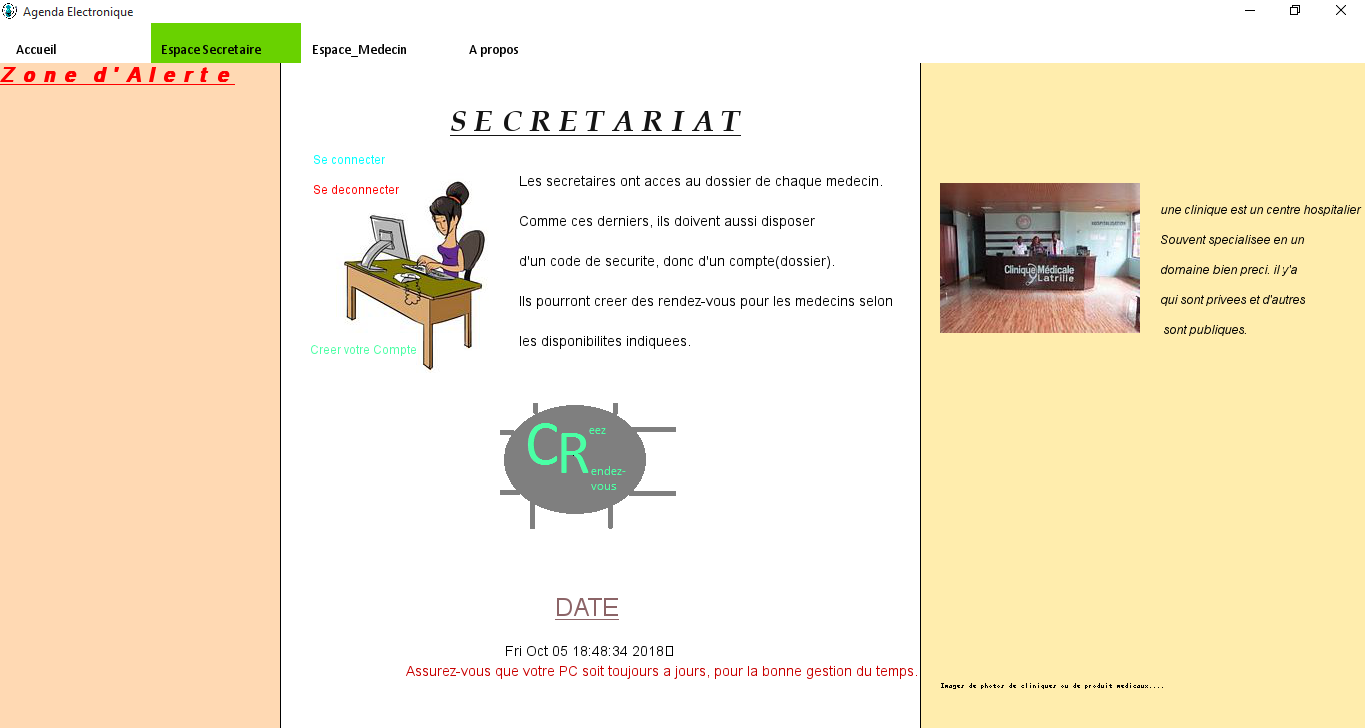 Agenda Electronique
Accueil
Espace Secretaire
Espace_Medecin
A propos
Zone d'Alerte
SECRETARIAT
Se connecter
Se deconnecter
Les secretaires ont acces au dossier de chaque medecin.
Comme ces derniers, ils doivent aussi disposer
d'un code de securite, donc d'un compte(dossier).
Ils pourront creer des rendez-vous pour les medecins selon
les disponibilites indiquees.
Creer votre Compte
CReez
endez-
vous
DATE
Fri Oct 05 18:48:34 2018
Assurez-vous que votre PC soit toujours a jours, pour la bonne gestion du temps.
HOSPITALISATION
Clinique Médicale
Latrille
une clinique est un centre hospitalier
Souvent specialisee en un
domaine bien preci. il y'a
qui sont privees et d'autres
sont publiques.
Images de photos de cliniques ou de produit medicaux....